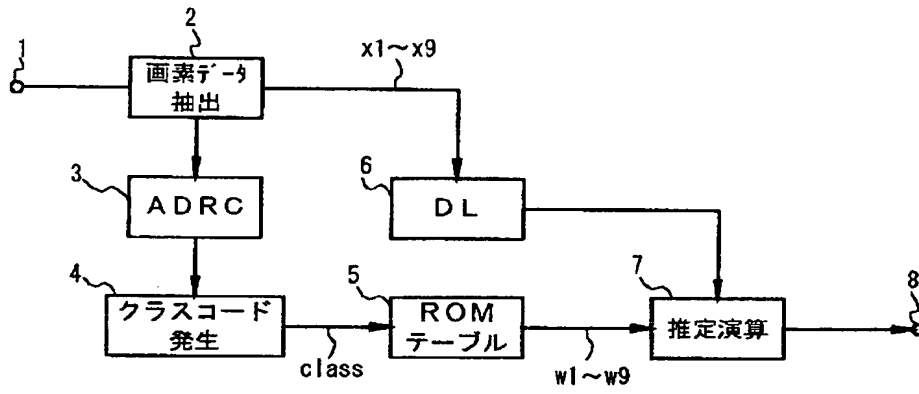 1
2
画素データ
抽出
x1~x9
3
ADRC
6
DL
4
クラスコード
発生
class
5
ROM
テーブル
w1~w9
7
推定演算
8